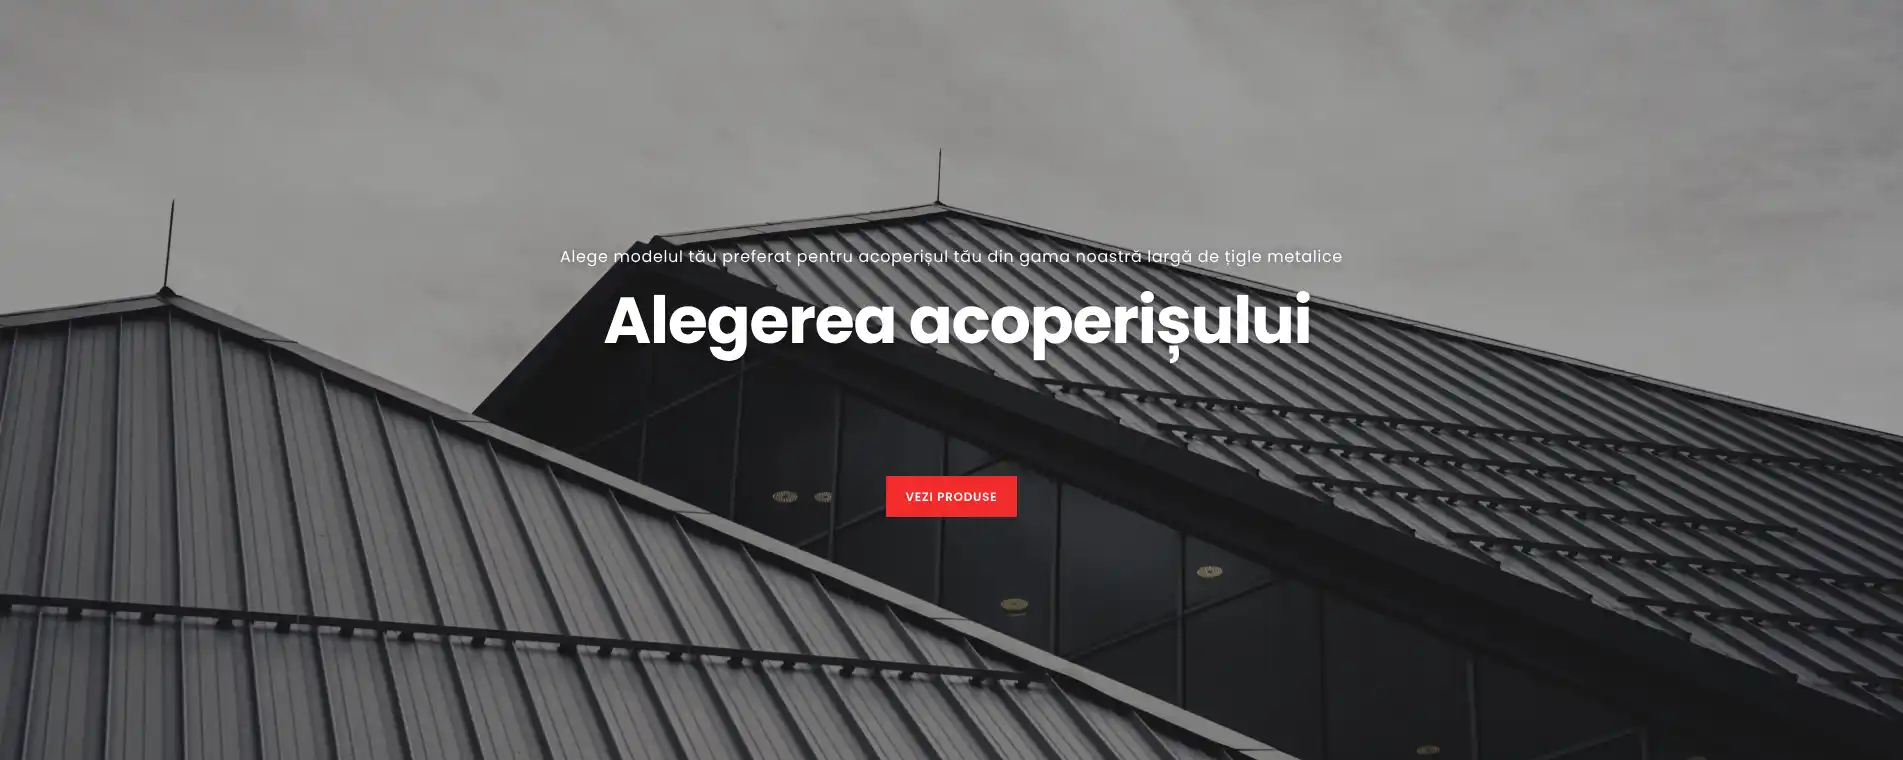 Alege modelul tău preferat pentru acoperișul tău din gama noastră largă de țigle metalice
Alegerea acoperișului
VEZI PRODUSE